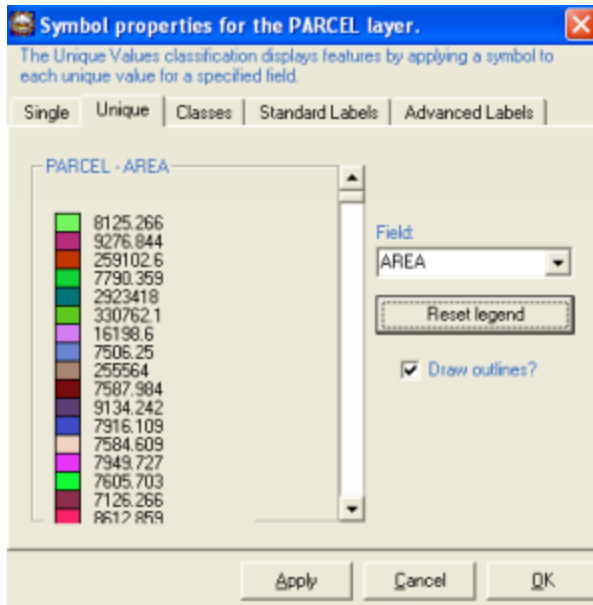 Symbol properties for the PARCEL layer.
The Unique Values classification displays features by applying a symbol to
each unique value for a specified field.
Single Unique Classes Standard Labels Advanced Labels
PARCEL - AREA
8125.266
9276.844
259102.6
7790.359
2923418
330762.1
16198.6
7506.25
255564
7587.984
9134.242
7916.109
7584.609
7949.727
7605.703
7126.266
8612.859
Field:
AREA
Reset legend
Draw outlines?
Apply Cancel OK